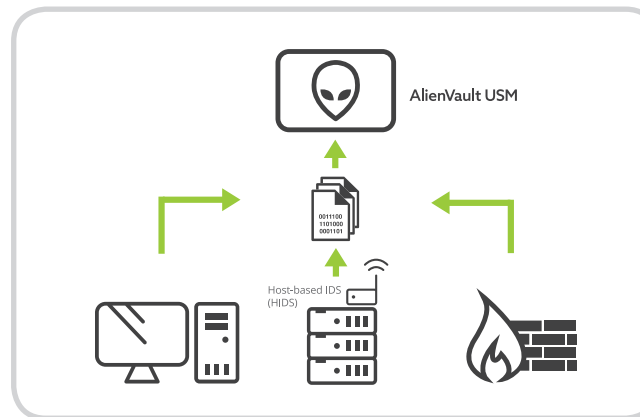 AlienVault USM
0011100
1101000
0001101
Host-based IDS
(HIDS)